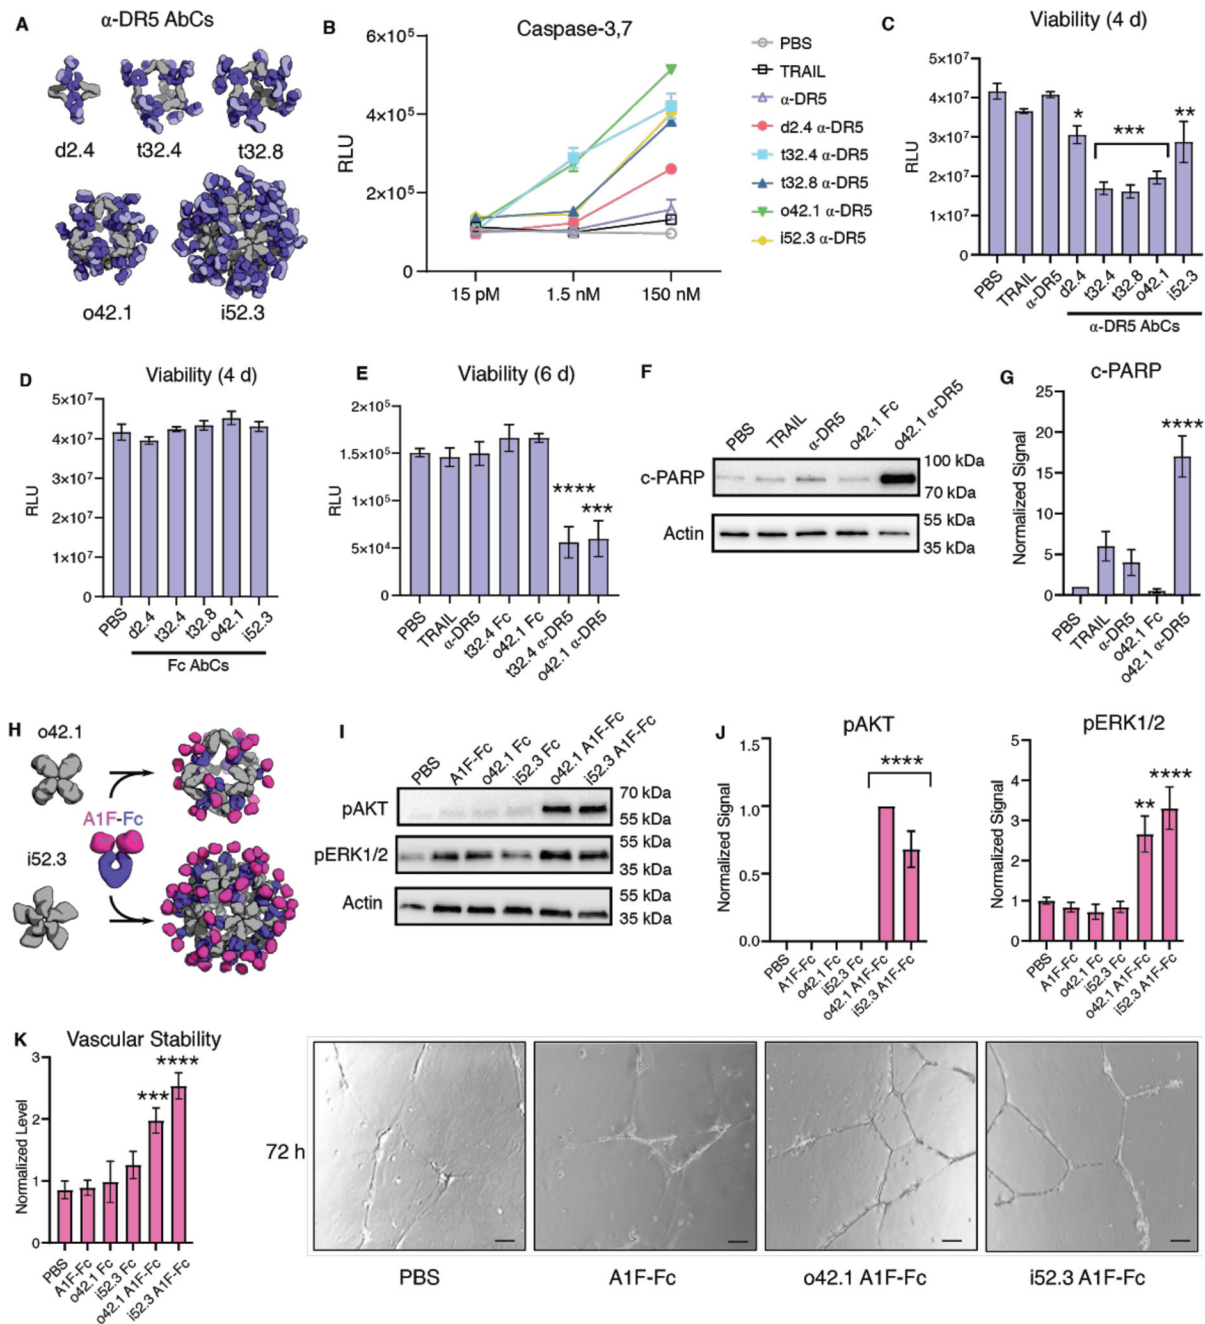 A
α-DR5 AbCs
d2.4
t32.4
t32.8
o42.1
i52.3
B
Caspase-3,7
RLU
6×10⁵
4×10⁵
2×10⁵
0
15 pM
1.5 nM
150 nM
PBS
TRAIL
α-DR5
d2.4 α-DR5
t32.4 α-DR5
t32.8 α-DR5
o42.1 α-DR5
i52.3 α-DR5
C
Viability (4 d)
RLU
5×10⁷
4×10⁷
3×10⁷
2×10⁷
1×10⁷
0
*
***
**
PBS
TRAIL
α-DR5
d2.4
t32.4
t32.8
o42.1
i52.3
α-DR5 AbCs
D
Viability (4 d)
RLU
5×10⁷
4×10⁷
3×10⁷
2×10⁷
1×10⁷
0
PBS
d2.4
t32.4
t32.8
o42.1
i52.3
Fc AbCs
E
Viability (6 d)
RLU
2×10⁵
1.5×10⁵
1×10⁵
5×10⁴
0
****
***
PBS
TRAIL
α-DR5
t32.4 Fc
o42.1 Fc
t32.4 α-DR5
o42.1 α-DR5
F
PBS
TRAIL
α-DR5
o42.1 Fc
o42.1 α-DR5
c-PARP
100 kDa
70 kDa
Actin
55 kDa
35 kDa
G
c-PARP
Normalized Signal
25
20
15
10
5
0
****
PBS
TRAIL
α-DR5
o42.1 Fc
o42.1 α-DR5
H
o42.1
A1F-Fc
i52.3
I
PBS
A1F-Fc
o42.1 Fc
i52.3 Fc
o42.1 A1F-Fc
i52.3 A1F-Fc
pAKT
70 kDa
55 kDa
pERK1/2
55 kDa
35 kDa
Actin
55 kDa
35 kDa
J
pAKT
Normalized Signal
1.5
1.0
0.5
0.0
****
PBS
A1F-Fc
o42.1 Fc
i52.3 Fc
o42.1 A1F-Fc
i52.3 A1F-Fc
pERK1/2
Normalized Signal
5
4
3
2
1
0
**
****
PBS
A1F-Fc
o42.1 Fc
i52.3 Fc
o42.1 A1F-Fc
i52.3 A1F-Fc
K
Vascular Stability
Normalized Level
3
2
1
0
***
****
PBS
A1F-Fc
o42.1 Fc
i52.3 Fc
o42.1 A1F-Fc
i52.3 A1F-Fc
72 h
PBS
A1F-Fc
o42.1 A1F-Fc
i52.3 A1F-Fc